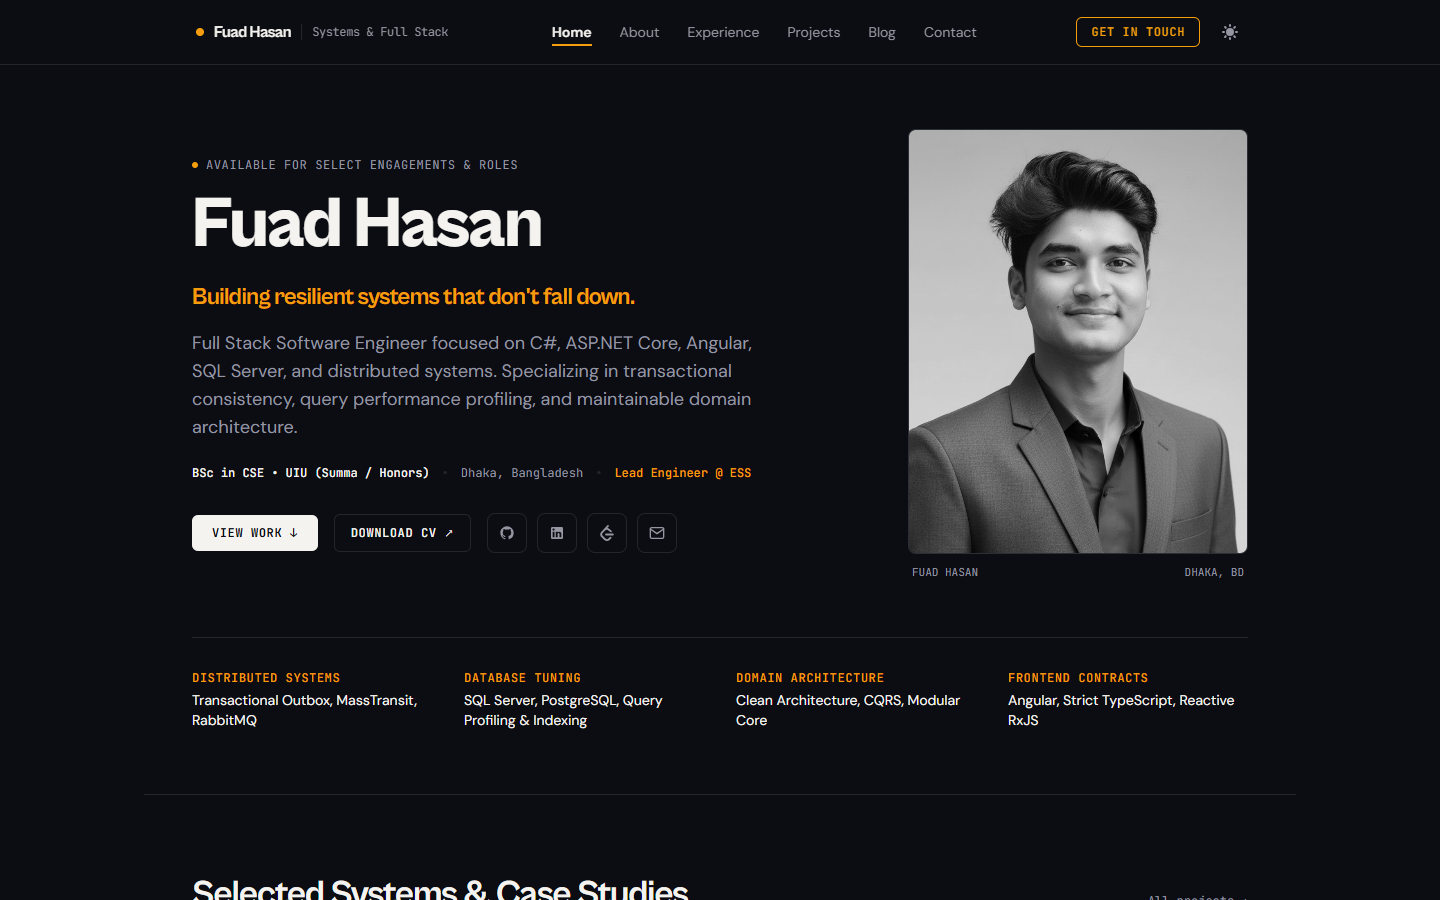 Fuad Hasan
Systems & Full Stack
Home
About
Experience
Projects
Blog
Contact
GET IN TOUCH
AVAILABLE FOR SELECT ENGAGEMENTS & ROLES
Fuad Hasan
Building resilient systems that don't fall down.
Full Stack Software Engineer focused on C#, ASP.NET Core, Angular,
SQL Server, and distributed systems. Specializing in transactional
consistency, query performance profiling, and maintainable domain
architecture.
BSc in CSE • UIU (Summa / Honors) • Dhaka, Bangladesh • Lead Engineer @ ESS
VIEW WORK ↓
DOWNLOAD CV ↗
FUAD HASAN
DHAKA, BD
DISTRIBUTED SYSTEMS
Transactional Outbox, MassTransit,
RabbitMQ
DATABASE TUNING
SQL Server, PostgreSQL, Query
Profiling & Indexing
DOMAIN ARCHITECTURE
Clean Architecture, CQRS, Modular
Core
FRONTEND CONTRACTS
Angular, Strict TypeScript, Reactive
RxJS
Selected Systems & Case Studies
All projects